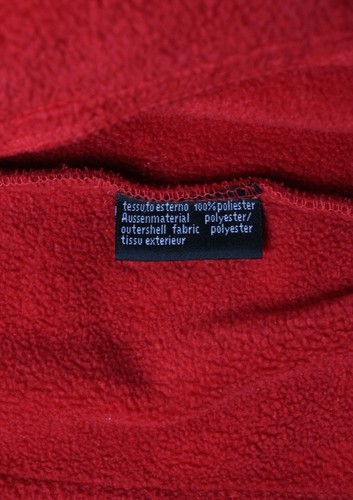 tessuto esterno 100% poliester
Aussenmaterial polyester/
outershell fabric polyester
tissu exterieur